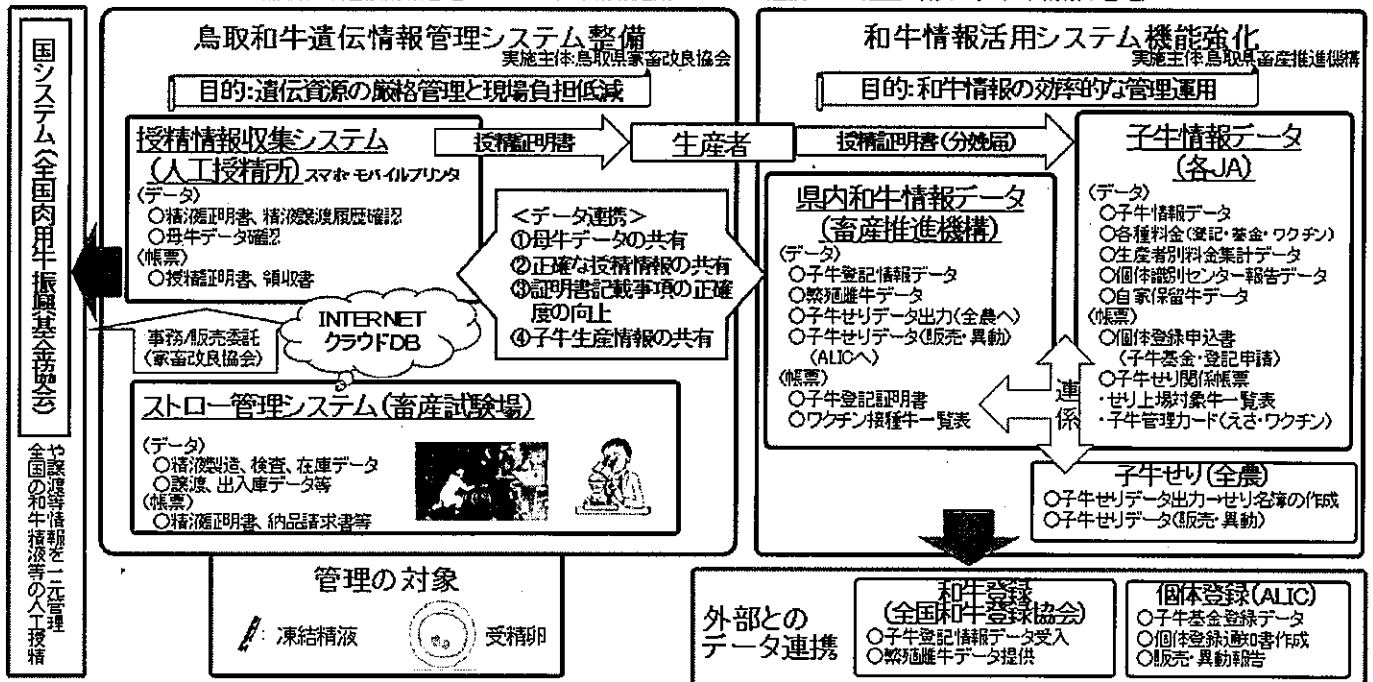 国システム(全国肉用牛振興基金協会)
全国の和牛精液等の人工授精
や譲渡等情報を一元管理
鳥取和牛遺伝情報管理システム整備
実施主体:鳥取県家畜改良協会
目的:遺伝資源の厳格管理と現場負担低減
授精情報収集システム
(人工授精所)スマホ・モバイルプリンタ
(データ)
○精液証明書、精液譲渡履歴確認
○母牛データ確認
(帳票)
○授精証明書、領収書
授精証明書
生産者
授精証明書(分娩届)
<データ連携>
①母牛データの共有
②正確な授精情報の共有
③証明書記載事項の正確
度の向上
④子牛生産情報の共有
INTERNET
クラウドDB
事務/販売委託
(家畜改良協会)
ストロー管理システム(畜産試験場)
(データ)
○精液製造、検査、在庫データ
○譲渡、出入庫データ等
(帳票)
○精液証明書、納品請求書等
和牛情報活用システム機能強化
実施主体:鳥取県畜産推進機構
目的:和牛情報の効率的な管理運用
県内和牛情報データ
(畜産推進機構)
(データ)
○子牛登記情報データ
○繁殖雌牛データ
○子牛せりデータ出力(全農へ)
○子牛せりデータ(販売・異動)
(ALICへ)
(帳票)
○子牛登記証明書
○ワクチン接種牛一覧表
子牛情報データ
(各JA)
(データ)
○子牛情報データ
○各種料金(登記・基金・ワクチン)
○生産者別料金集計データ
○個体識別センター報告データ
○自家保留牛データ
(帳票)
○個体登録申込書
(子牛基金・登記申請)
○子牛せり関係帳票
・せり上場対象牛一覧表
・子牛管理カード(えさ・ワクチン)
連係
子牛せり(全農)
○子牛せりデータ出力→せり名簿の作成
○子牛せりデータ(販売・異動)
管理の対象
:凍結精液
受精卵
外部との
データ連携
和牛登録
(全国和牛登録協会)
○子牛登記情報データ受入
○繁殖雌牛データ提供
個体登録(ALIC)
○子牛基金登録データ
○個体登録通知書作成
○販売・異動報告